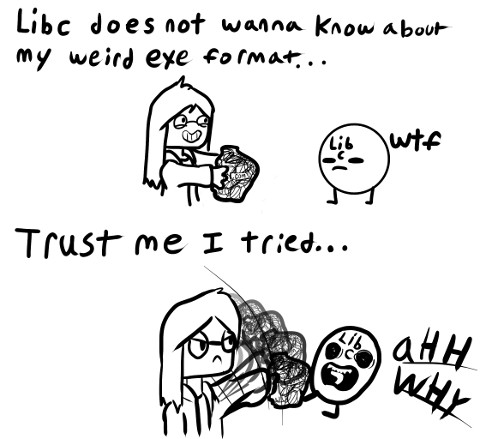 Libc does not wanna know about
my weird exe format...
Lib
c
wtf
Trust me I tried...
Lib
c
aHH
WHY